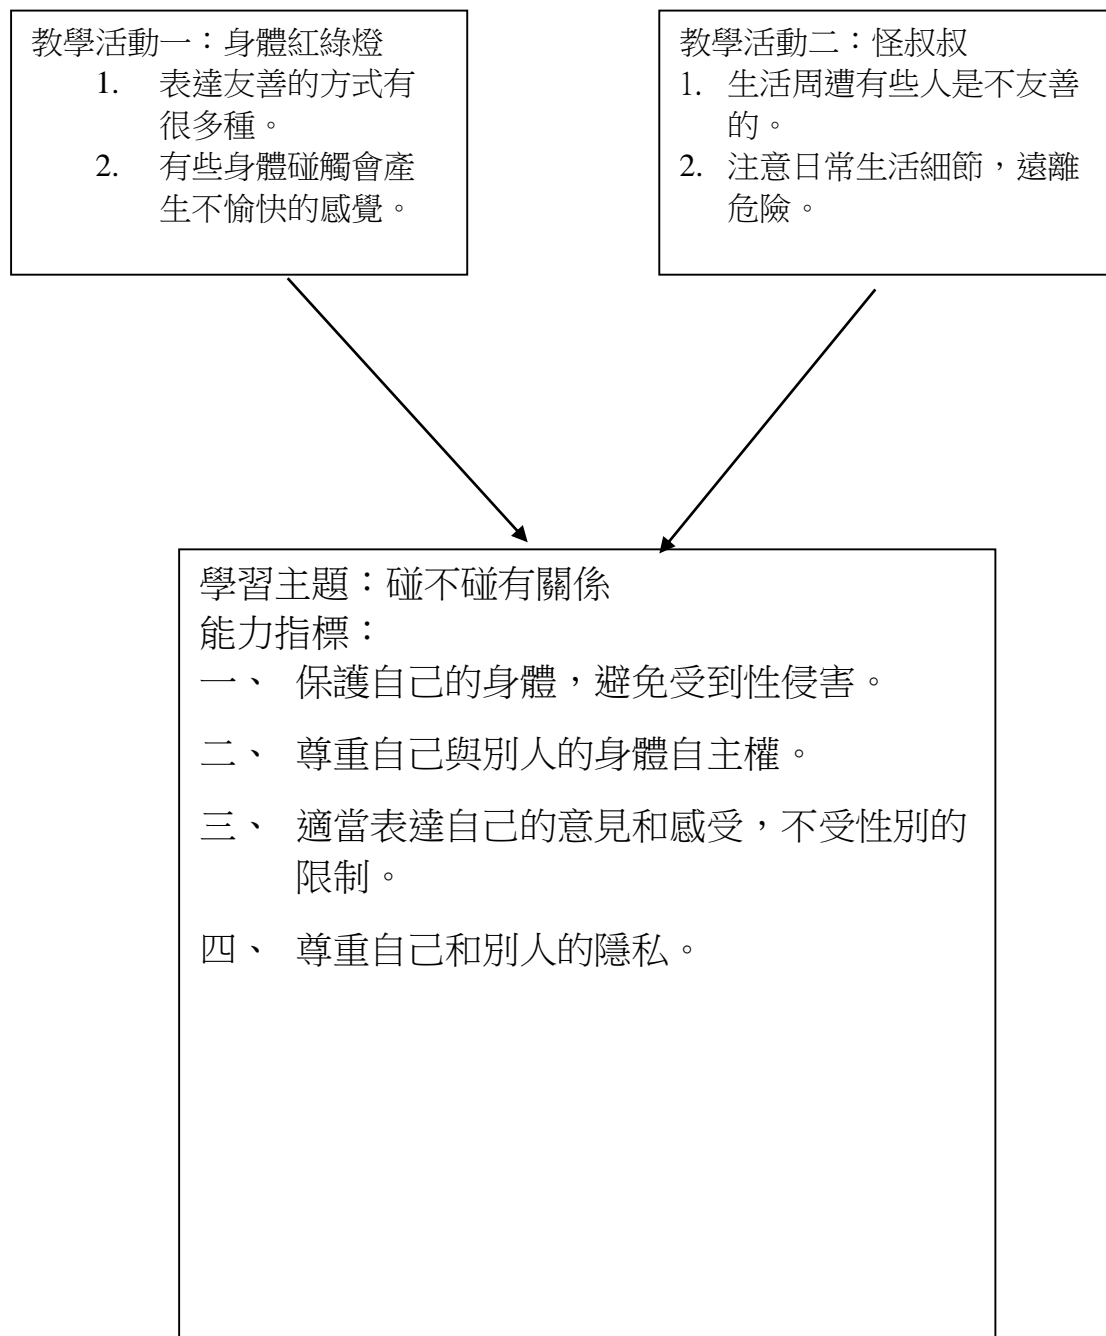 教學活動一：身體紅綠燈
1. 表達友善的方式有
很多種。
2. 有些身體碰觸會產
生不愉快的感覺。
教學活動二：怪叔叔
1. 生活周遭有些人是不友善
的。
2. 注意日常生活細節，遠離
危險。
學習主題：碰不碰有關係
能力指標：
一、 保護自己的身體，避免受到性侵害。
二、 尊重自己與別人的身體自主權。
三、 適當表達自己的意見和感受，不受性別的
限制。
四、 尊重自己和別人的隱私。